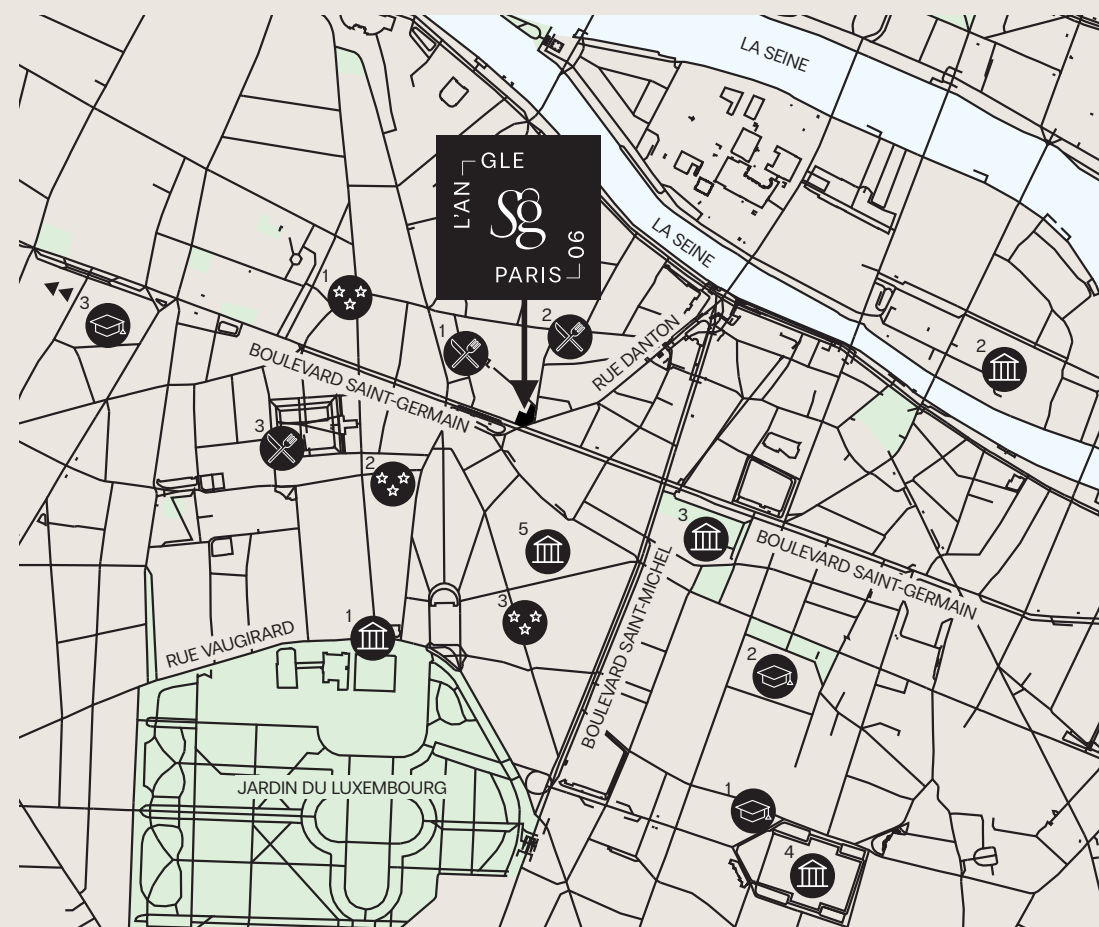 LA SEINE
L'AN
GLE
Sg
PARIS
06
LA SEINE
1
3
1
2
RUE DANTON
BOULEVARD SAINT-GERMAIN
2
3
2
3
5
BOULEVARD SAINT-GERMAIN
BOULEVARD SAINT-MICHEL
3
1
RUE VAUGIRARD
2
JARDIN DU LUXEMBOURG
1
4